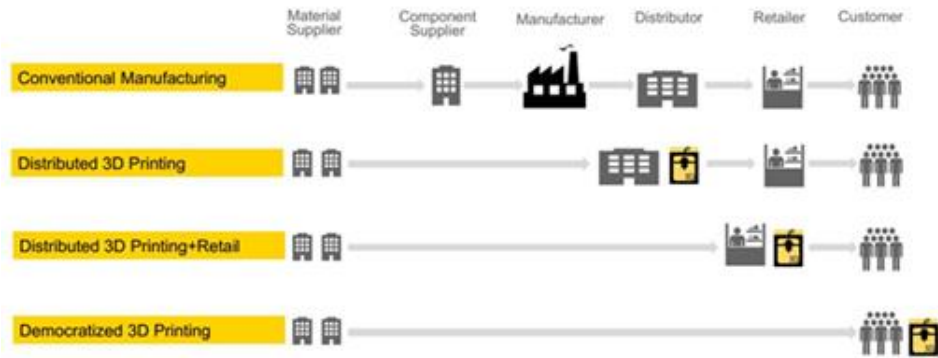 Material
Supplier
Component
Supplier
Manufacturer
Distributor
Retailer
Customer
Conventional Manufacturing
Distributed 3D Printing
Distributed 3D Printing+Retail
Democratized 3D Printing